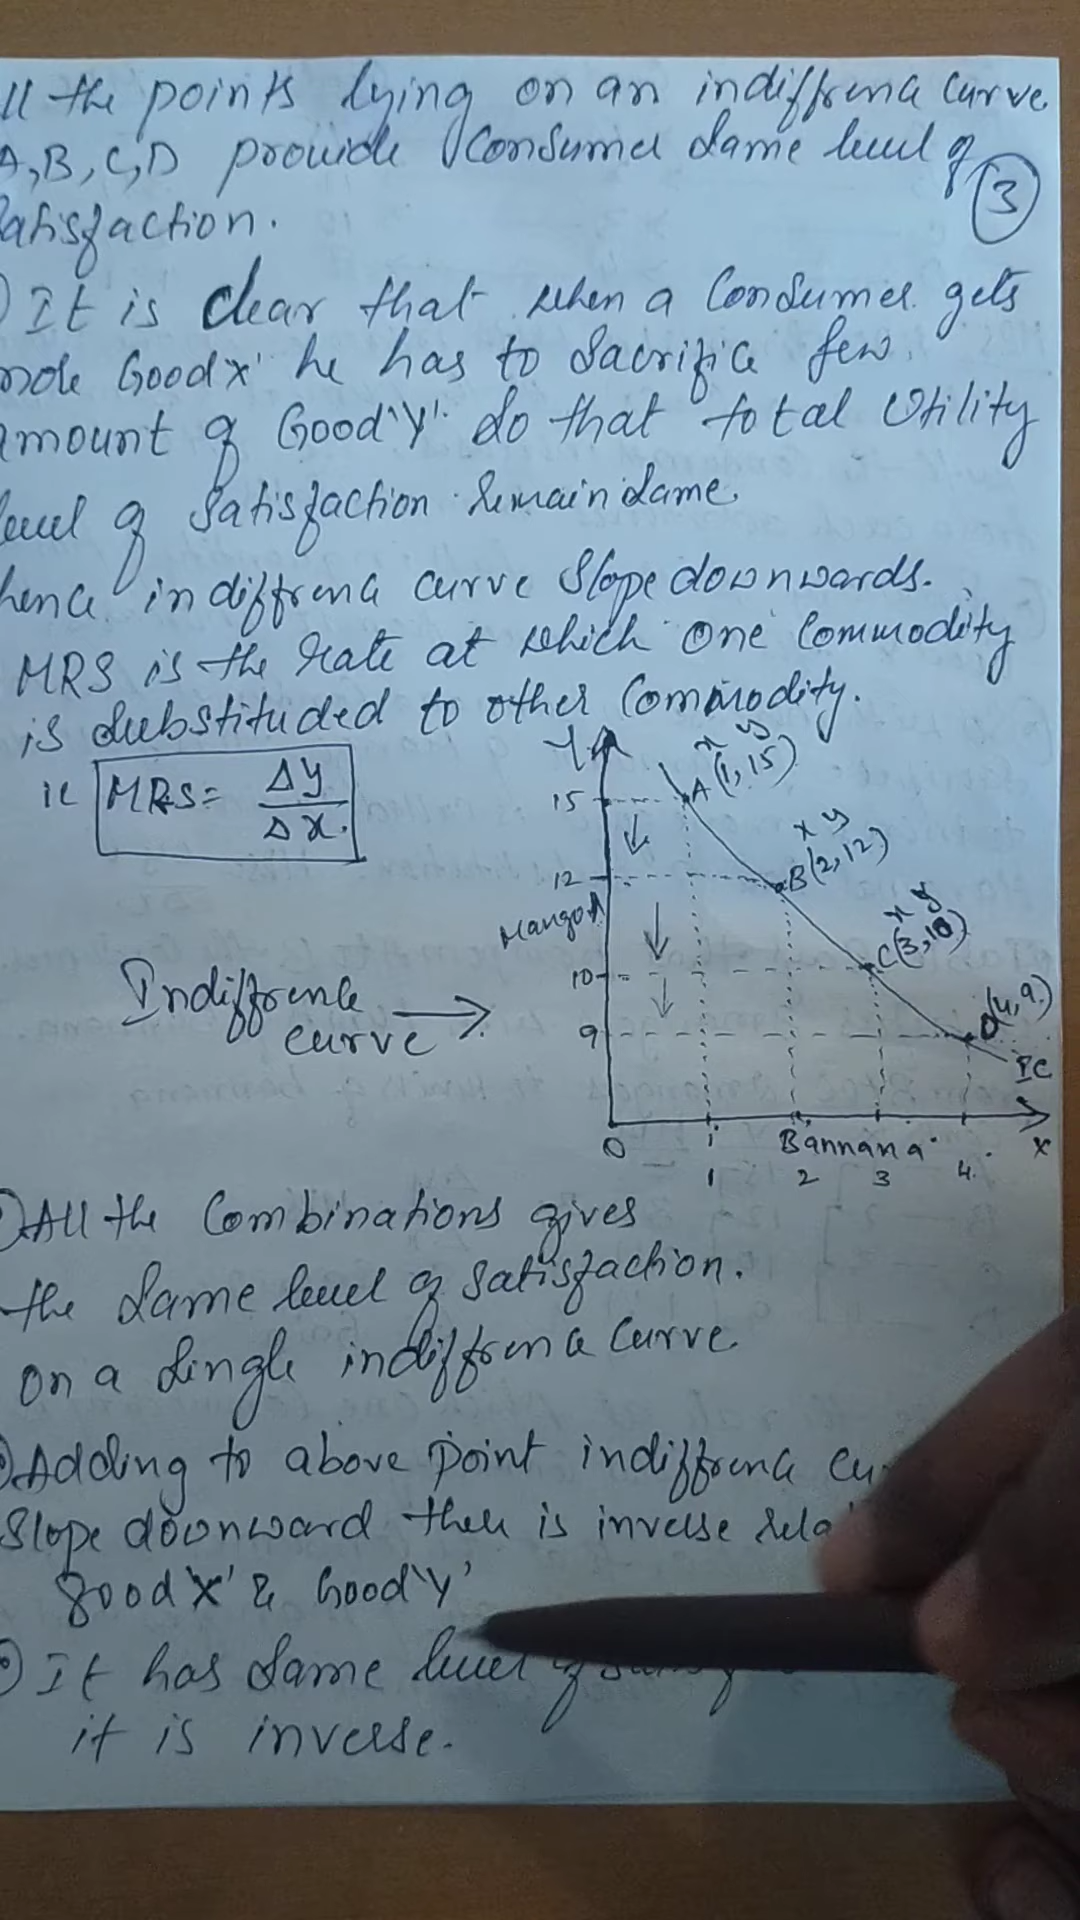 ll the points lying on an indiffrence curve
A, B, C, D provide Consumer same level of
satisfaction.
3
It is clear that when a Consumer gets
more Good 'x' he has to sacrifice few
amount of Good 'Y'. so that total Utility
level of satisfaction remain same.
hence indiffrence curve slope downwards.
MRS is the rate at which one Commodity
is substituded to other Commodity.
ie MRS = Δy
Δx.
Y
x y
A (1, 15)
15
x y
B (2, 12)
12
Mango
x y
C (3, 10)
10
D (4, 9)
9
IC
Indiffrence
curve
O
Bannana
x
1 2 3 4.
All the Combinations gives
the same level of satisfaction.
on a single indiffrence curve.
Adding to above point indiffrence cu
slope downward there is inverse rela
good 'x' & Good 'Y'
It has same level of
it is inverse.